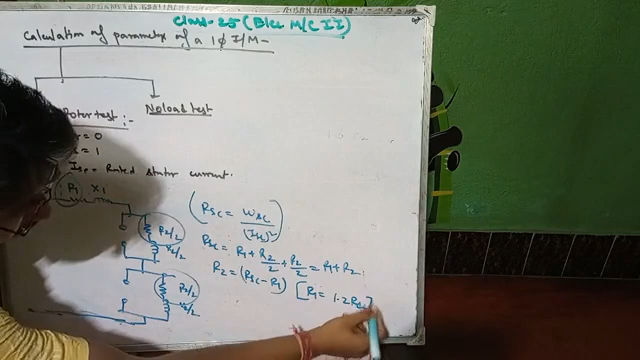 Class-25 (Elec M/C II)
Calculation of parameter of a 1ϕ I/M -
Rotor test :-
No load test
= 0
= 1
Isc = Rated stator current.
R1 X1
Rsc = Wsc / (Isc)²
R2/2
X2/2
Rsc = R1 + R2/2 + R2/2 = R1 + R2
R2 = (Rsc - R1) [R1 = 1.2 Rdc]
R2/2
X2/2